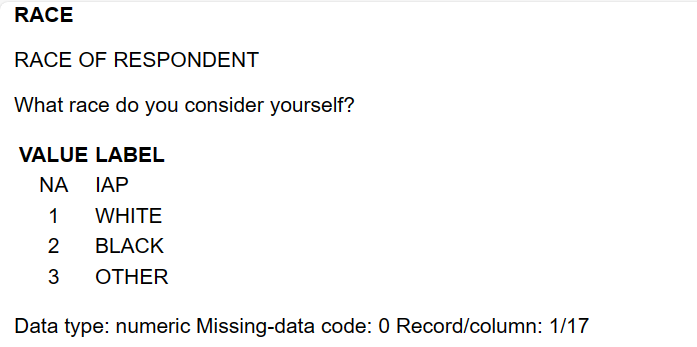 RACE
RACE OF RESPONDENT
What race do you consider yourself?
VALUE LABEL
NA IAP
1 WHITE
2 BLACK
3 OTHER
Data type: numeric Missing-data code: 0 Record/column: 1/17